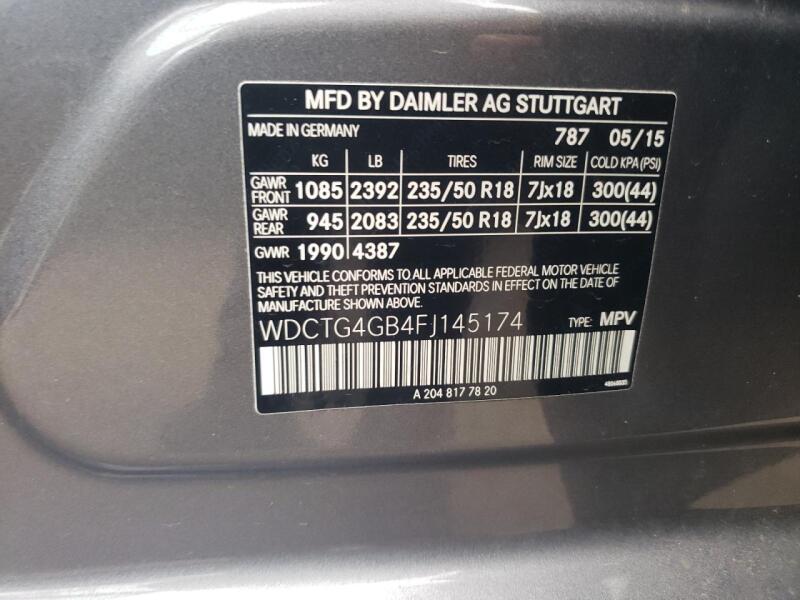 MFD BY DAIMLER AG STUTTGART
MADE IN GERMANY 787 05/15
KG LB TIRES RIM SIZE COLD KPA (PSI)
GAWR FRONT 1085 2392 235/50 R18 7Jx18 300(44)
GAWR REAR 945 2083 235/50 R18 7Jx18 300(44)
GVWR 1990 4387
THIS VEHICLE CONFORMS TO ALL APPLICABLE FEDERAL MOTOR VEHICLE
SAFETY AND THEFT PREVENTION STANDARDS IN EFFECT ON THE DATE OF
MANUFACTURE SHOWN ABOVE.
WDCTG4GB4FJ145174 TYPE: MPV
A 204 817 78 20